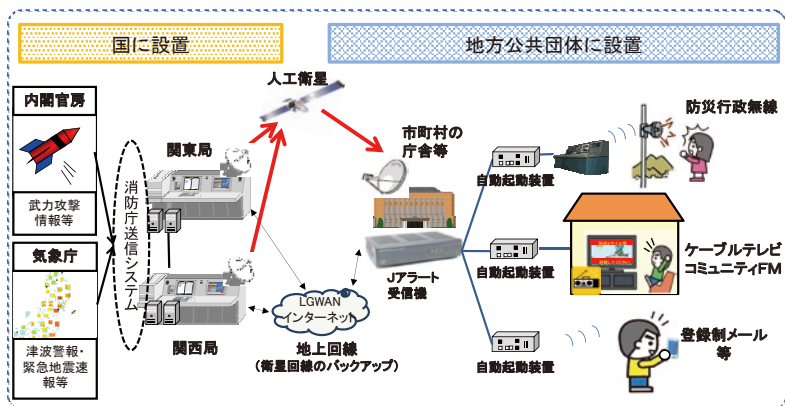 国に設置
地方公共団体に設置
内閣官房
武力攻撃
情報等
気象庁
津波警報・
緊急地震速
報等
消防庁送信システム
関東局
関西局
人工衛星
LGWAN
インターネット
地上回線
(衛星回線のバックアップ)
市町村の
庁舎等
Jアラート
受信機
自動起動装置
自動起動装置
自動起動装置
防災行政無線
ケーブルテレビ
コミュニティFM
登録制メール
等